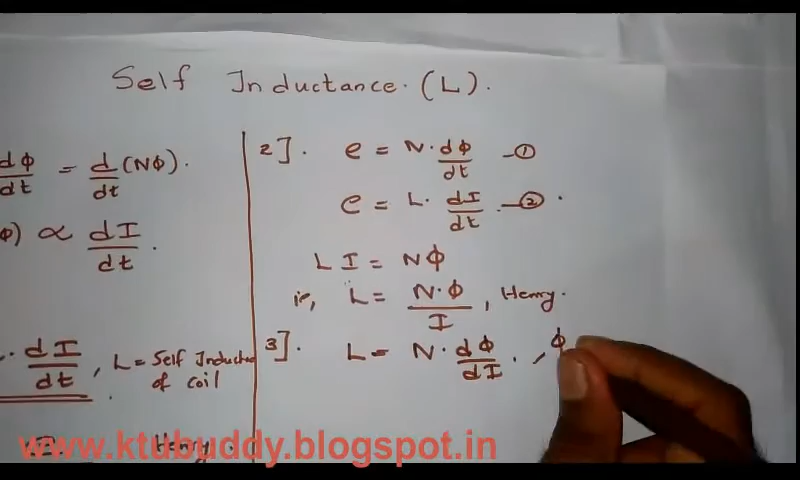 Self Inductance. (L).
dΦ/dt = d/dt (NΦ).
Φ) ∝ dI/dt.
. dI/dt, L = Self Inductance
of coil
Henry.
2]. e = N. dΦ/dt —①
e = L. dI/dt. —②.
L I = NΦ
ie, L = N.Φ/I, Henry.
3]. L = N. dΦ/dI. , Φ
www.ktubuddy.blogspot.in